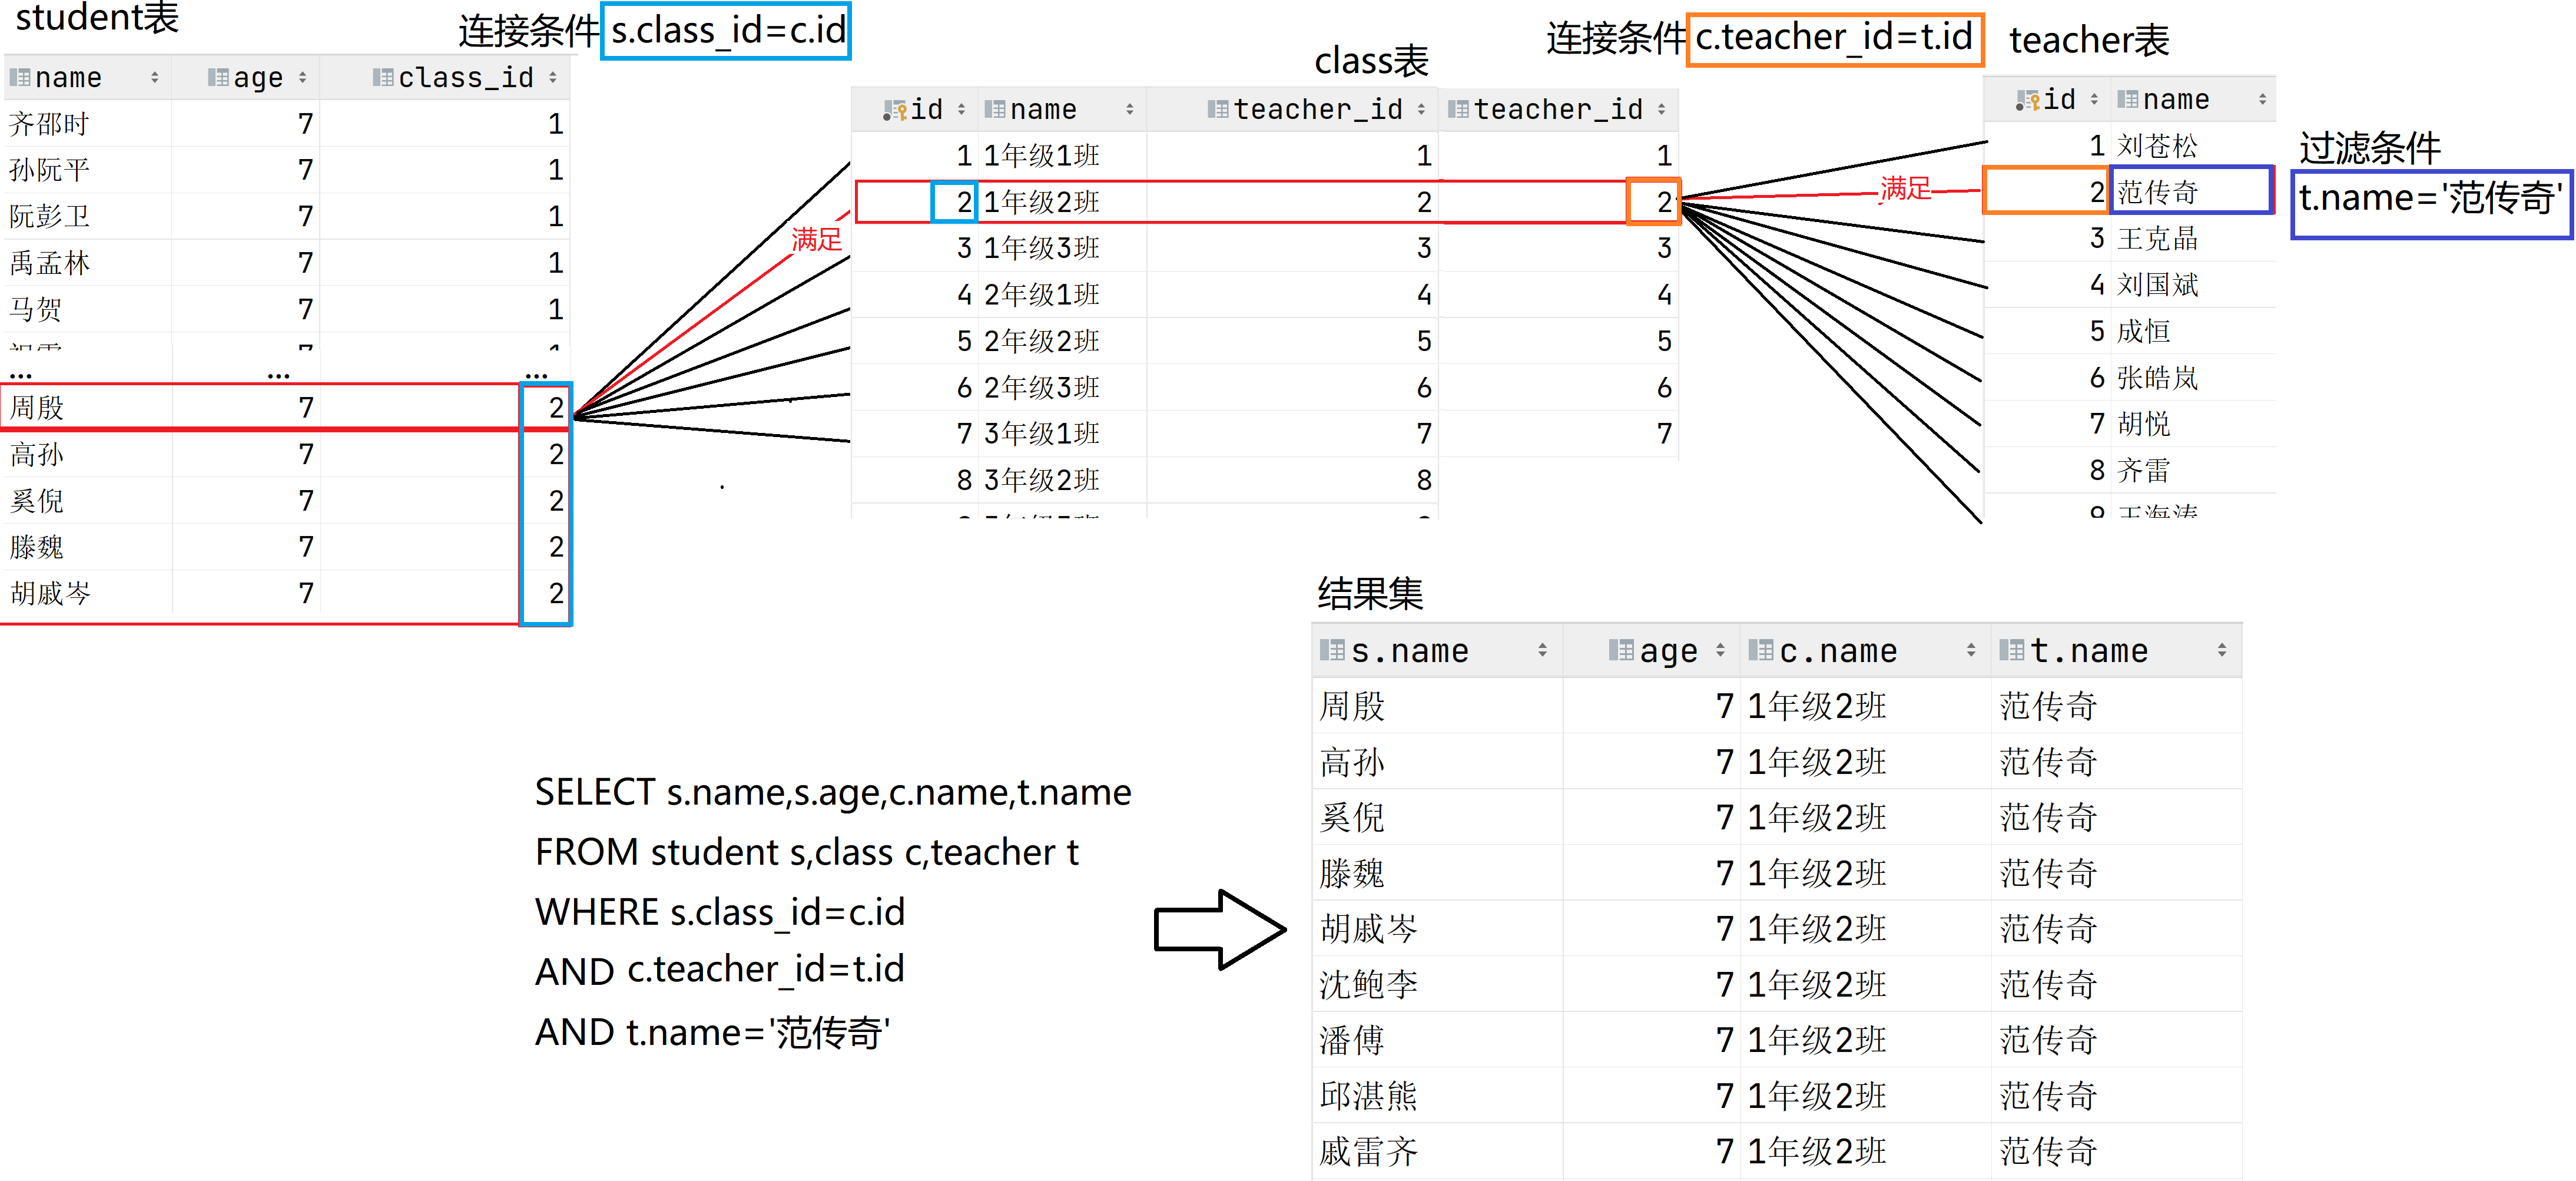 student表
连接条件 s.class_id=c.id
name age class_id
齐邵时 7 1
孙阮平 7 1
阮彭卫 7 1
禹孟林 7 1
马贺 7 1
... ... ...
周殷 7 2
高孙 7 2
奚倪 7 2
滕魏 7 2
胡戚岑 7 2
满足
class表
id name teacher_id teacher_id
1 1年级1班 1 1
2 1年级2班 2 2
3 1年级3班 3 3
4 2年级1班 4 4
5 2年级2班 5 5
6 2年级3班 6 6
7 3年级1班 7 7
8 3年级2班 8
连接条件 c.teacher_id=t.id
满足
teacher表
id name
1 刘苍松
2 范传奇
3 王克晶
4 刘国斌
5 成恒
6 张皓岚
7 胡悦
8 齐雷
过滤条件
t.name='范传奇'
SELECT s.name,s.age,c.name,t.name
FROM student s,class c,teacher t
WHERE s.class_id=c.id
AND c.teacher_id=t.id
AND t.name='范传奇'
结果集
s.name age c.name t.name
周殷 7 1年级2班 范传奇
高孙 7 1年级2班 范传奇
奚倪 7 1年级2班 范传奇
滕魏 7 1年级2班 范传奇
胡戚岑 7 1年级2班 范传奇
沈鲍李 7 1年级2班 范传奇
潘傅 7 1年级2班 范传奇
邱湛熊 7 1年级2班 范传奇
戚雷齐 7 1年级2班 范传奇